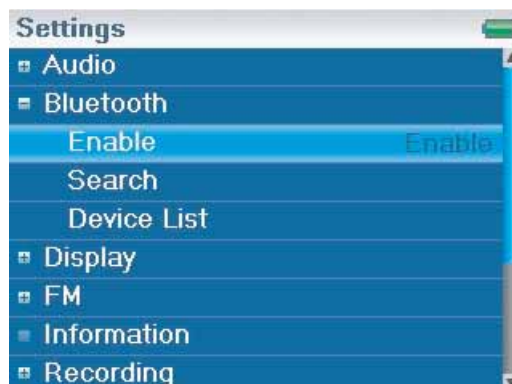 Settings
Audio
Bluetooth
Enable Enable
Search
Device List
Display
FM
Information
Recording